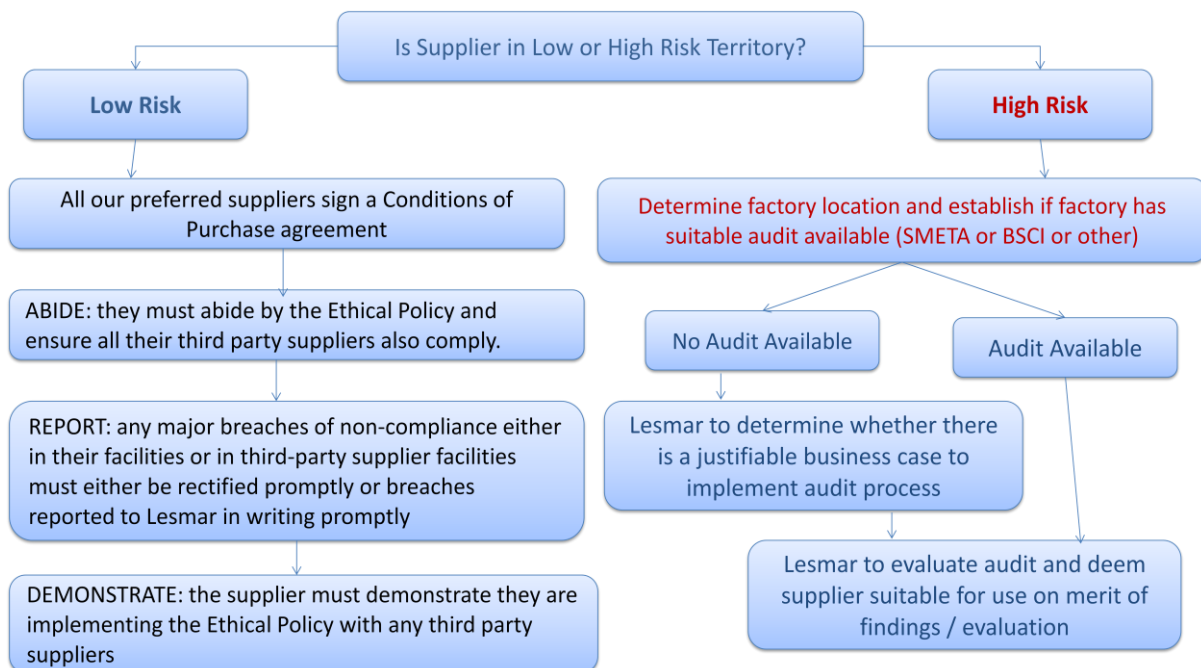 Is Supplier in Low or High Risk Territory?
Low Risk
High Risk
All our preferred suppliers sign a Conditions of
Purchase agreement
Determine factory location and establish if factory has
suitable audit available (SMETA or BSCI or other)
ABIDE: they must abide by the Ethical Policy and
ensure all their third party suppliers also comply.
No Audit Available
Audit Available
REPORT: any major breaches of non-compliance either
in their facilities or in third-party supplier facilities
must either be rectified promptly or breaches
reported to Lesmar in writing promptly
Lesmar to determine whether there
is a justifiable business case to
implement audit process
DEMONSTRATE: the supplier must demonstrate they are
implementing the Ethical Policy with any third party
suppliers
Lesmar to evaluate audit and deem
supplier suitable for use on merit of
findings / evaluation